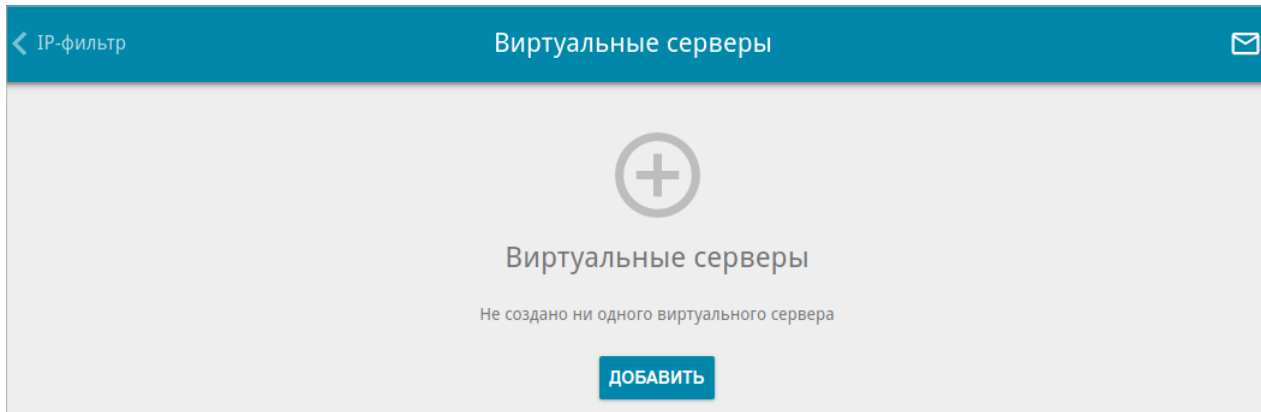 IP-фильтр
Виртуальные серверы
Виртуальные серверы
Не создано ни одного виртуального сервера
ДОБАВИТЬ